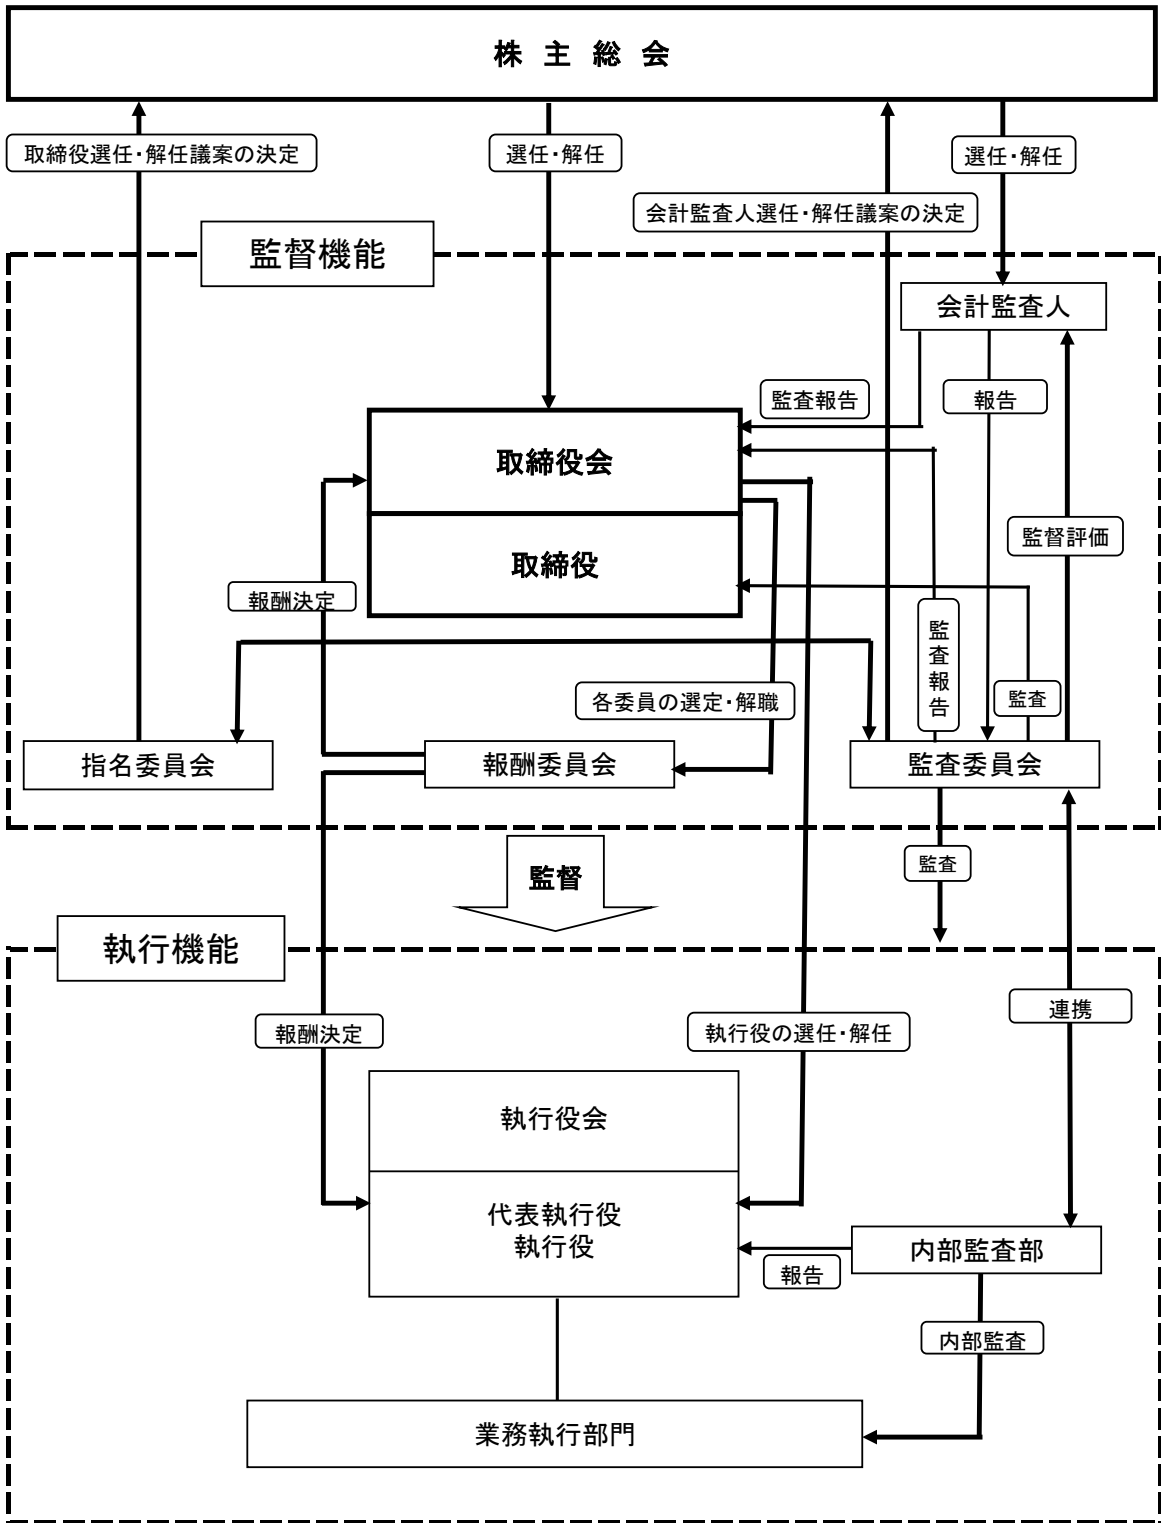 株主総会
取締役選任・解任議案の決定
選任・解任
選任・解任
会計監査人選任・解任議案の決定
監督機能
会計監査人
監査報告
報告
取締役会
監督評価
取締役
報酬決定
監査報告
監査
各委員の選定・解職
指名委員会
報酬委員会
監査委員会
監督
監査
執行機能
連携
報酬決定
執行役の選任・解任
執行役会
代表執行役
執行役
内部監査部
報告
内部監査
業務執行部門